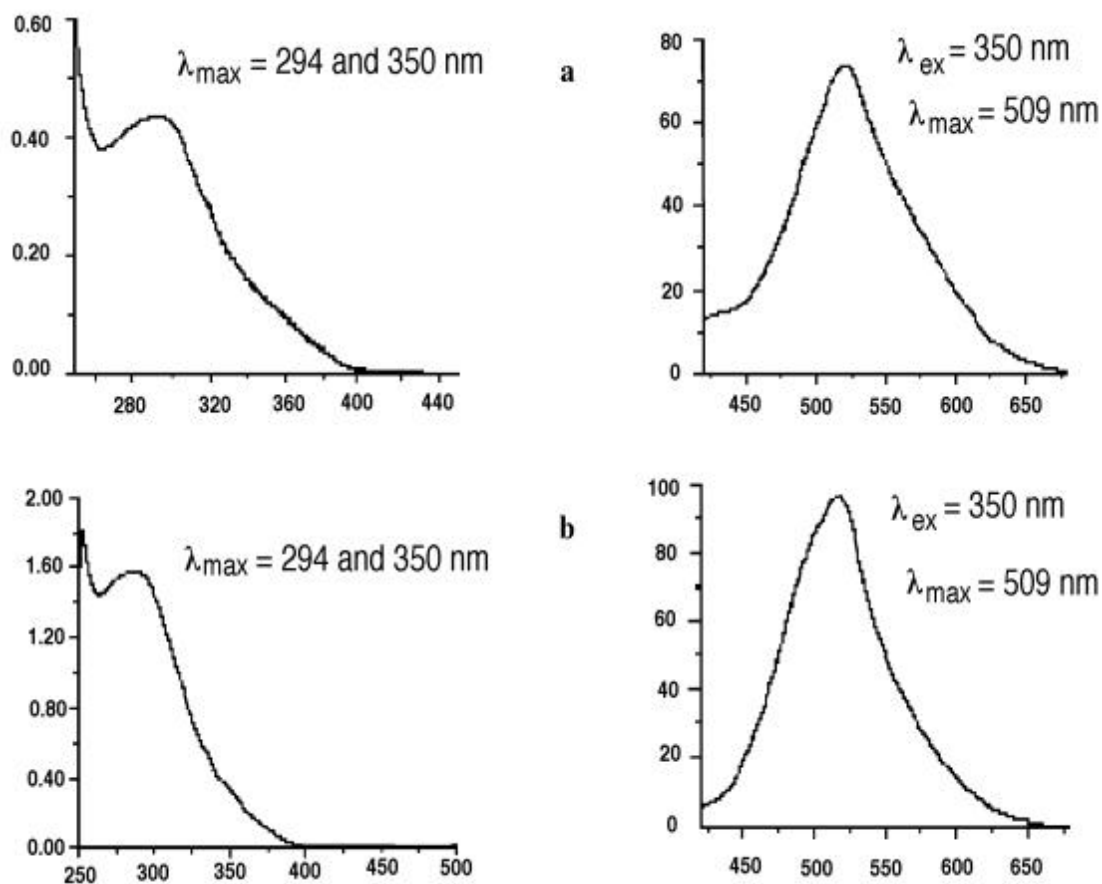 0.60
0.40
0.20
0.00
280 320 360 400 440
λmax = 294 and 350 nm
a
80
60
40
20
0
450 500 550 600 650
λex = 350 nm
λmax = 509 nm
2.00
1.60
1.20
0.80
0.40
0.00
250 300 350 400 450 500
λmax = 294 and 350 nm
b
100
80
60
40
20
0
450 500 550 600 650
λex = 350 nm
λmax = 509 nm